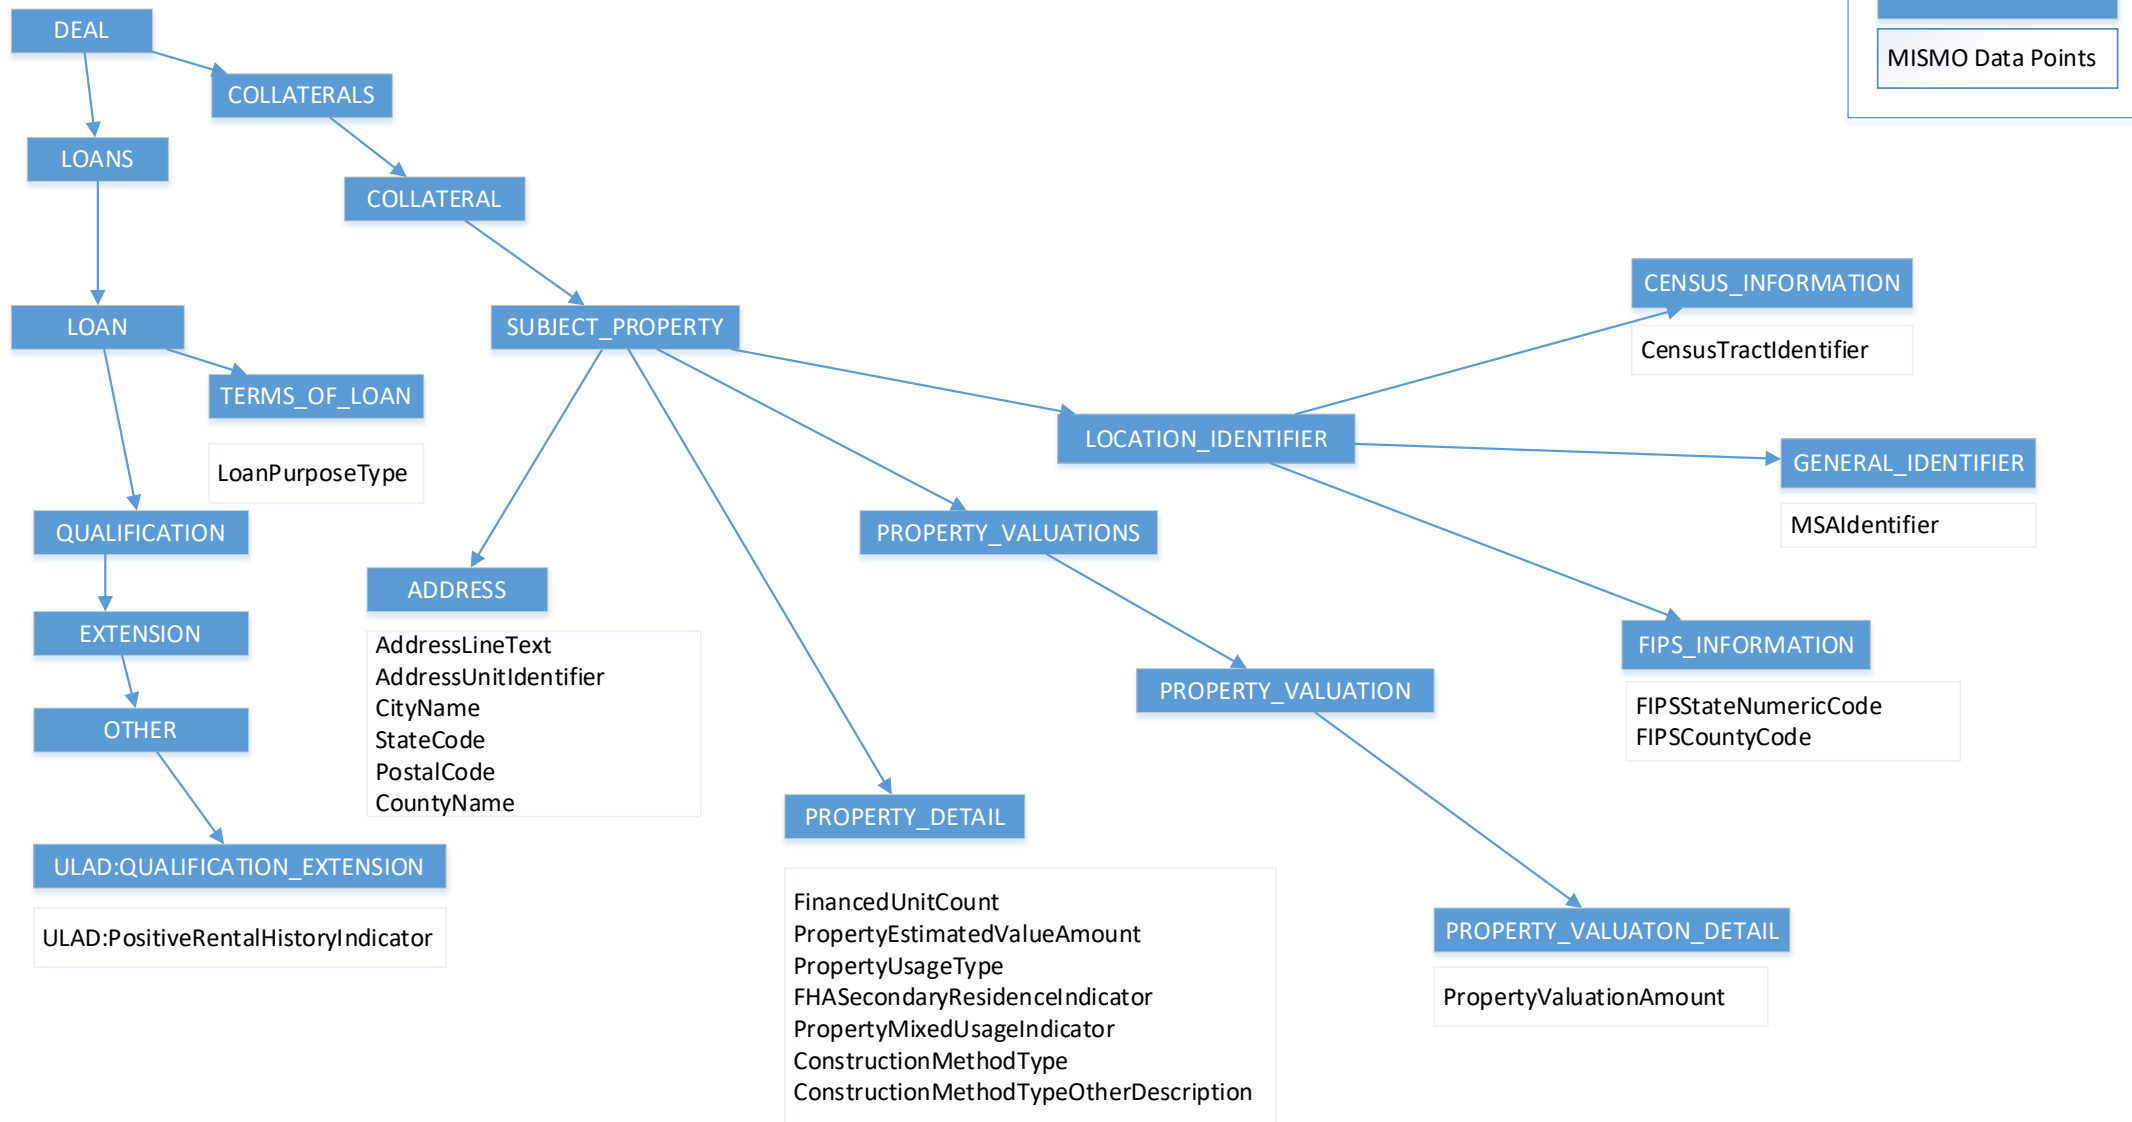 DEAL
MISMO Data Points
COLLATERALS
LOANS
COLLATERAL
CENSUS_INFORMATION
LOAN
SUBJECT_PROPERTY
CensusTractIdentifier
TERMS_OF_LOAN
LOCATION_IDENTIFIER
GENERAL_IDENTIFIER
LoanPurposeType
MSAIdentifier
QUALIFICATION
PROPERTY_VALUATIONS
ADDRESS
EXTENSION
FIPS_INFORMATION
AddressLineText
AddressUnitIdentifier
CityName
StateCode
PostalCode
CountyName
PROPERTY_VALUATION
FIPSStateNumericCode
FIPSCountyCode
OTHER
PROPERTY_DETAIL
ULAD:QUALIFICATION_EXTENSION
FinancedUnitCount
PropertyEstimatedValueAmount
PropertyUsageType
FHASecondaryResidenceIndicator
PropertyMixedUsageIndicator
ConstructionMethodType
ConstructionMethodTypeOtherDescription
ULAD:PositiveRentalHistoryIndicator
PROPERTY_VALUATON_DETAIL
PropertyValuationAmount